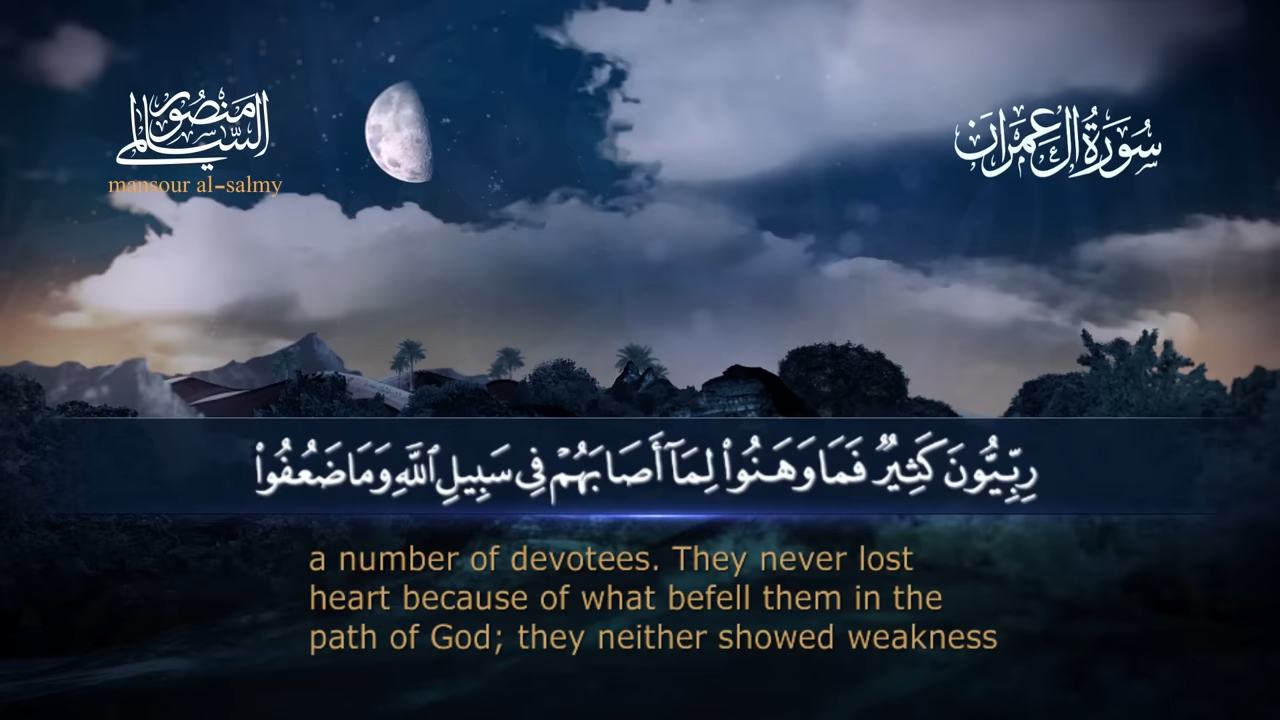 منصور
السالمي
mansour al-salmy
سُورَةُ آل عِمْرَان
رِبِّيُّونَ كَثِيرٌ فَمَا وَهَنُوا۟ لِمَآ أَصَابَهُمْ فِى سَبِيلِ ٱللَّهِ وَمَا ضَعُفُوا۟
a number of devotees. They never lost
heart because of what befell them in the
path of God; they neither showed weakness